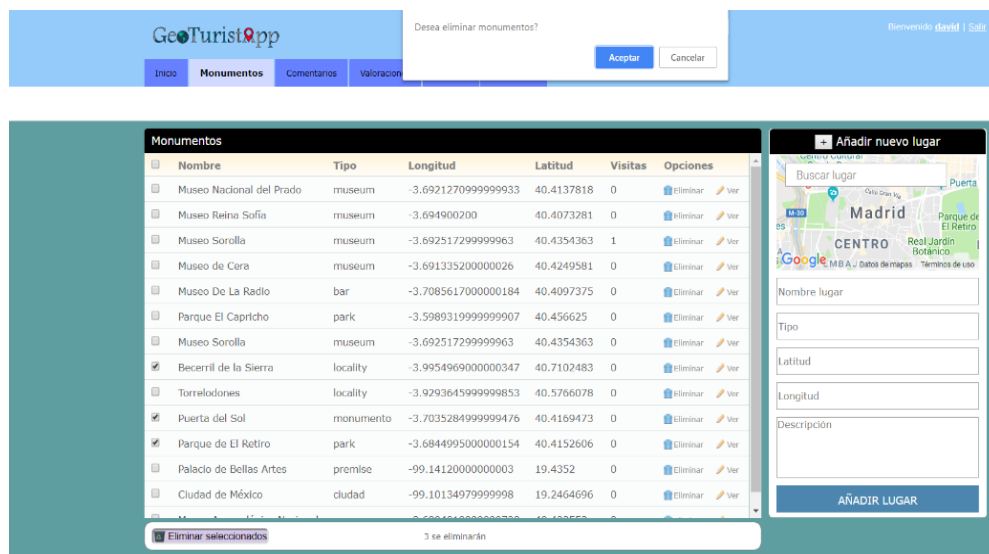 GeoTuristApp
Desea eliminar monumentos?
Aceptar Cancelar
Bienvenido david | Salir
Inicio Monumentos Comentarios
Monumentos
Nombre Tipo Longitud Latitud Visitas Opciones
Museo Nacional del Prado museum -3.6921270999999933 40.4137818 0 Eliminar Ver
Museo Reina Sofía museum -3.694900200 40.4073281 0 Eliminar Ver
Museo Sorolla museum -3.692517299999963 40.4354363 1 Eliminar Ver
Museo de Cera museum -3.691335200000026 40.4249581 0 Eliminar Ver
Museo De La Radio bar -3.7085617000000184 40.4097375 0 Eliminar Ver
Parque El Capricho park -3.5989319999999907 40.456625 0 Eliminar Ver
Museo Sorolla museum -3.692517299999963 40.4354363 0 Eliminar Ver
Becerril de la Sierra locality -3.9954969000000347 40.7102483 0 Eliminar Ver
Torrelodones locality -3.9293645999999853 40.5766078 0 Eliminar Ver
Puerta del Sol monumento -3.7035284999999476 40.4169473 0 Eliminar Ver
Parque de El Retiro park -3.6844995000000154 40.4152606 0 Eliminar Ver
Palacio de Bellas Artes premise -99.14120000000003 19.4352 0 Eliminar Ver
Ciudad de México ciudad -99.10134979999998 19.2464696 0 Eliminar Ver
Eliminar seleccionados 3 se eliminarán
+ Añadir nuevo lugar
Centro Cultural
Buscar lugar
Puerta
Calle Gran Vía
M-30
Madrid
Parque de
El Retiro
CENTRO
Real Jardín
Botánico
Google
Datos de mapas Términos de uso
Nombre lugar
Tipo
Latitud
Longitud
Descripción
AÑADIR LUGAR